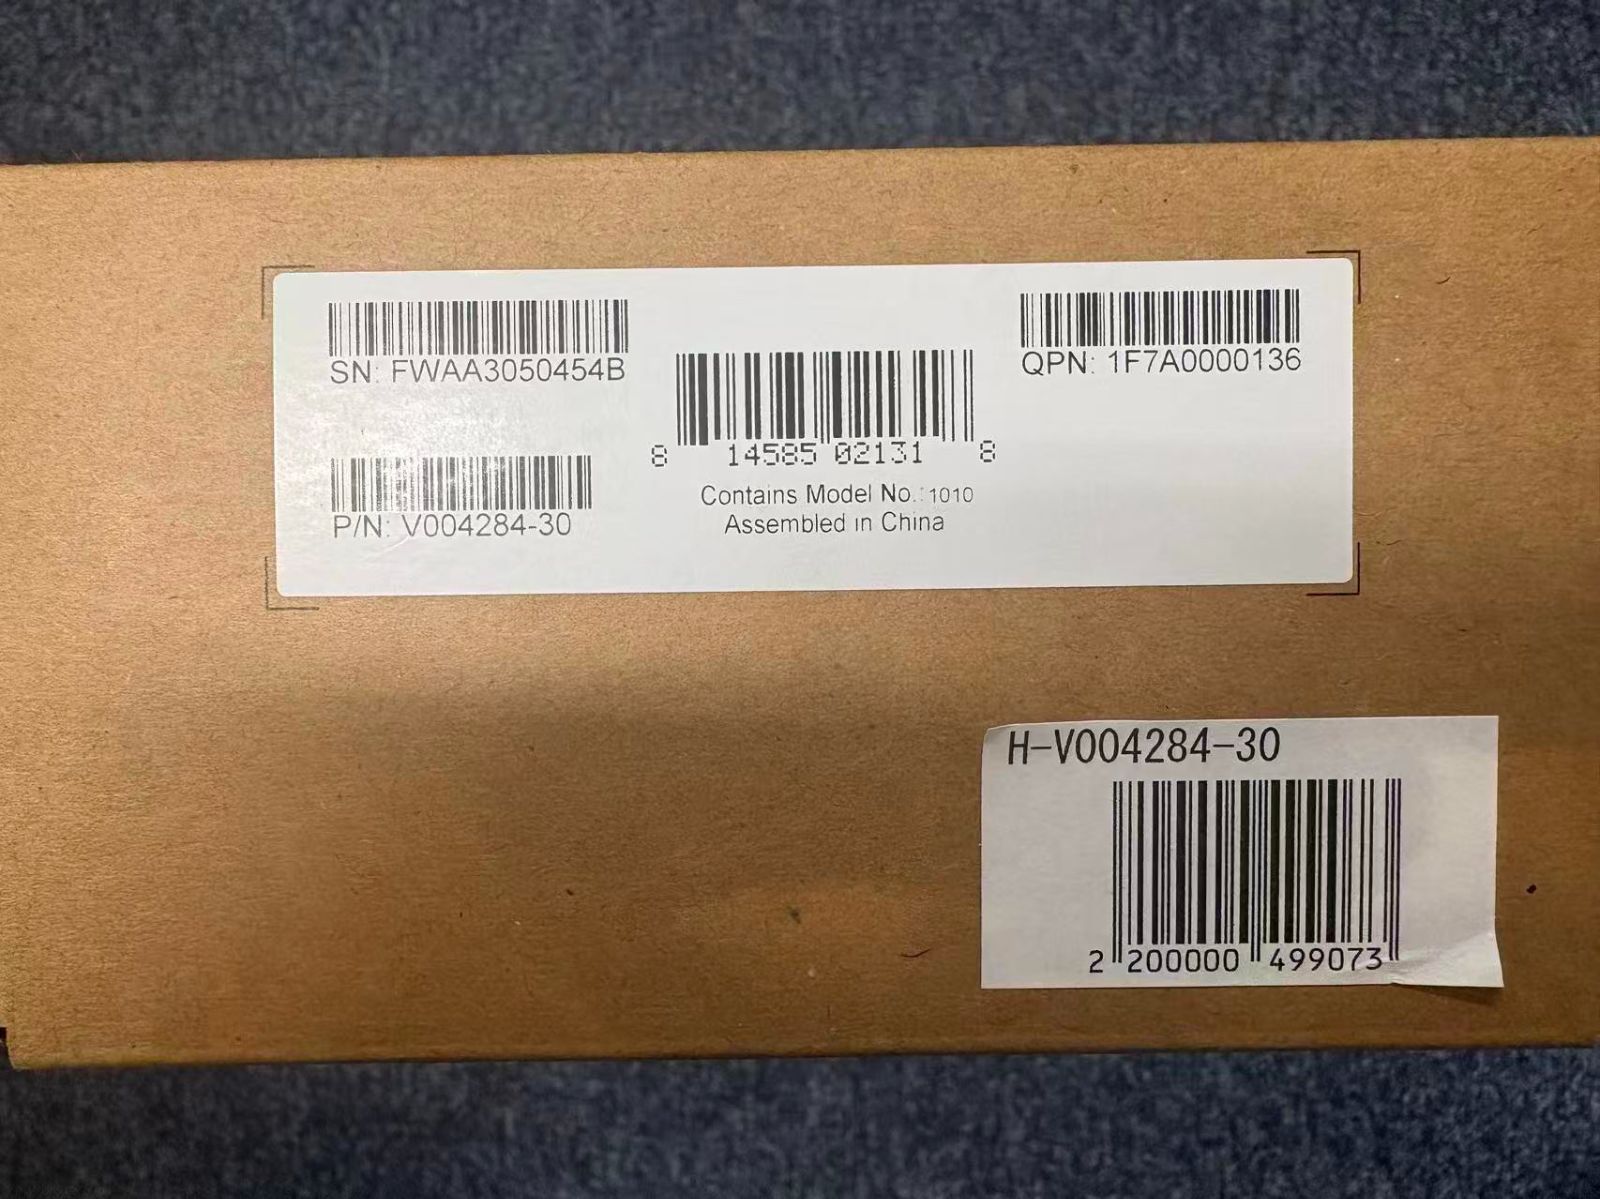 SN: FWAA3050454B
QPN: 1F7A0000136
8 14585 02131 8
P/N: V004284-30
Contains Model No.: 1010
Assembled in China
H-V004284-30
2 200000 499073